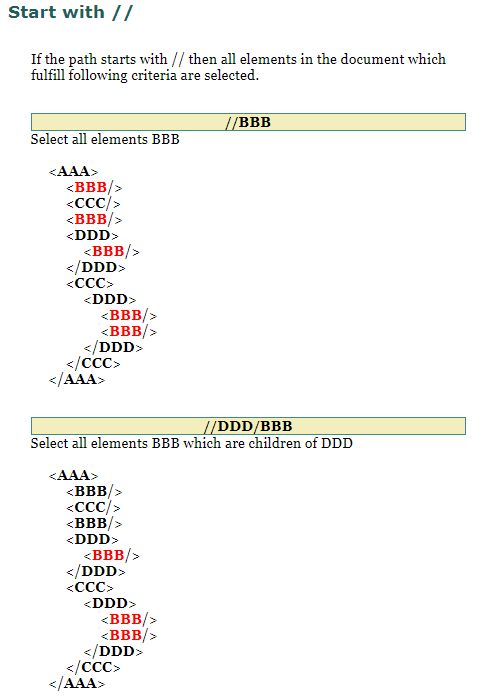 Start with //
If the path starts with // then all elements in the document which
fulfill following criteria are selected.
//BBB
Select all elements BBB
<AAA>
<BBB/>
<CCC/>
<BBB/>
<DDD>
<BBB/>
</DDD>
<CCC>
<DDD>
<BBB/>
<BBB/>
</DDD>
</CCC>
</AAA>
//DDD/BBB
Select all elements BBB which are children of DDD
<AAA>
<BBB/>
<CCC/>
<BBB/>
<DDD>
<BBB/>
</DDD>
<CCC>
<DDD>
<BBB/>
<BBB/>
</DDD>
</CCC>
</AAA>